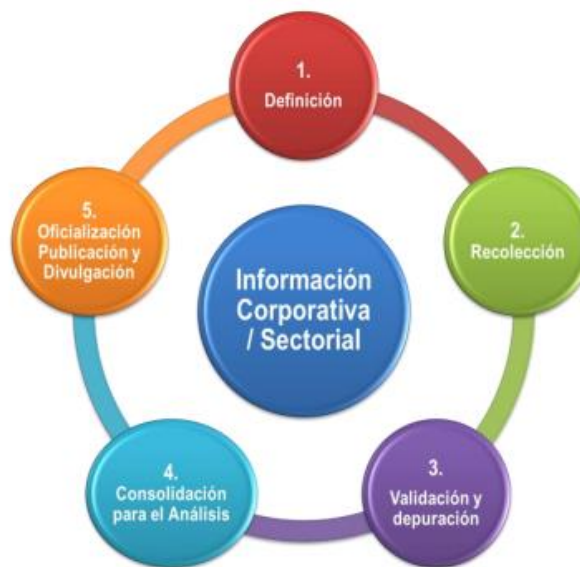 1.
Definición
2.
Recolección
3.
Validación y
depuración
4.
Consolidación
para el Análisis
5.
Oficialización
Publicación y
Divulgación
Información
Corporativa
/ Sectorial